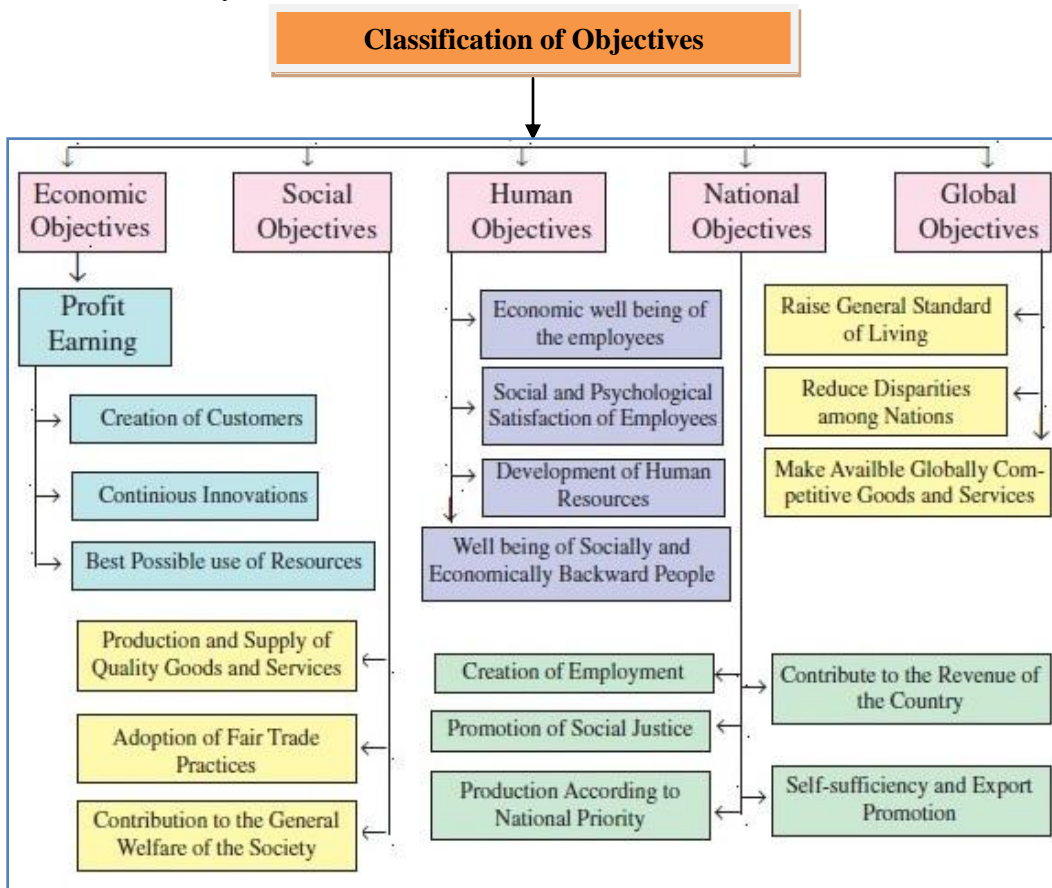 Classification of Objectives
Economic
Objectives
Social
Objectives
Human
Objectives
National
Objectives
Global
Objectives
Profit
Earning
Creation of Customers
Continious Innovations
Best Possible use of Resources
Production and Supply of
Quality Goods and Services
Adoption of Fair Trade
Practices
Contribution to the General
Welfare of the Society
Economic well being of
the employees
Social and Psychological
Satisfaction of Employees
Development of Human
Resources
Well being of Socially and
Economically Backward People
Creation of Employment
Promotion of Social Justice
Production According to
National Priority
Contribute to the Revenue of
the Country
Self-sufficiency and Export
Promotion
Raise General Standard
of Living
Reduce Disparities
among Nations
Make Availble Globally Com-
petitive Goods and Services